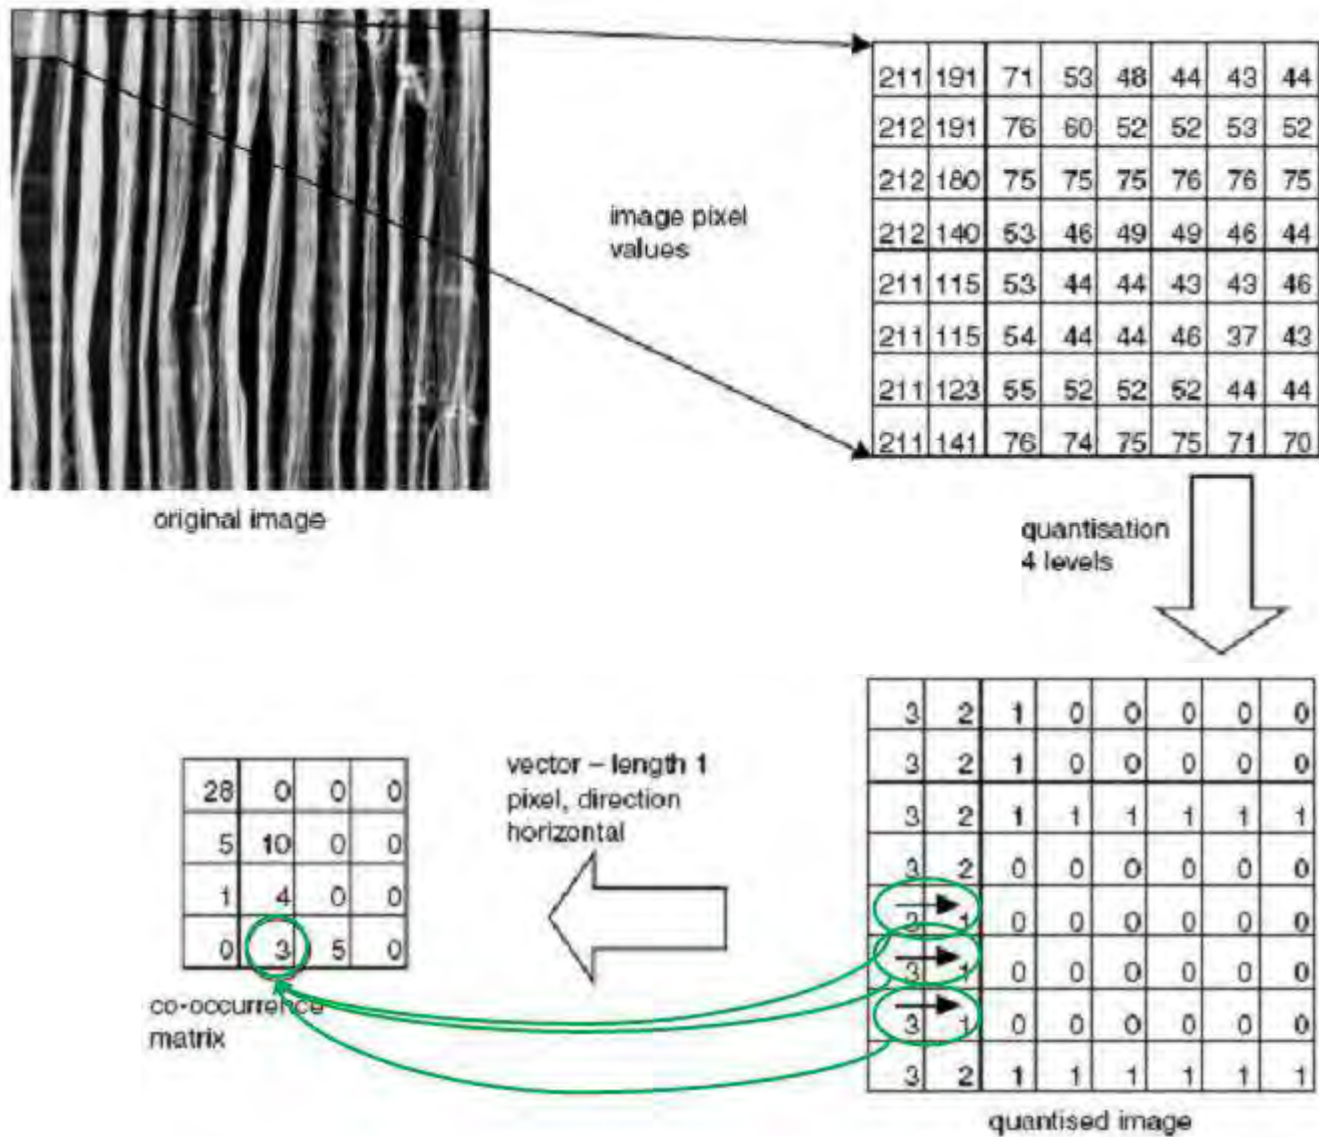 211 191 71 53 48 44 43 44
212 191 76 60 52 52 53 52
212 180 75 75 75 76 76 75
212 140 53 46 49 49 46 44
211 115 53 44 44 43 43 46
211 115 54 44 44 46 37 43
211 123 55 52 52 52 44 44
211 141 76 74 75 75 71 70
image pixel
values
original image
quantisation
4 levels
3 2 1 0 0 0 0 0
3 2 1 0 0 0 0 0
3 2 1 1 1 1 1 1
3 2 0 0 0 0 0 0
3 1 0 0 0 0 0 0
3 1 0 0 0 0 0 0
3 1 0 0 0 0 0 0
3 2 1 1 1 1 1 1
quantised image
vector – length 1
pixel, direction
horizontal
28 0 0 0
5 10 0 0
1 4 0 0
0 3 5 0
co-occurrence
matrix